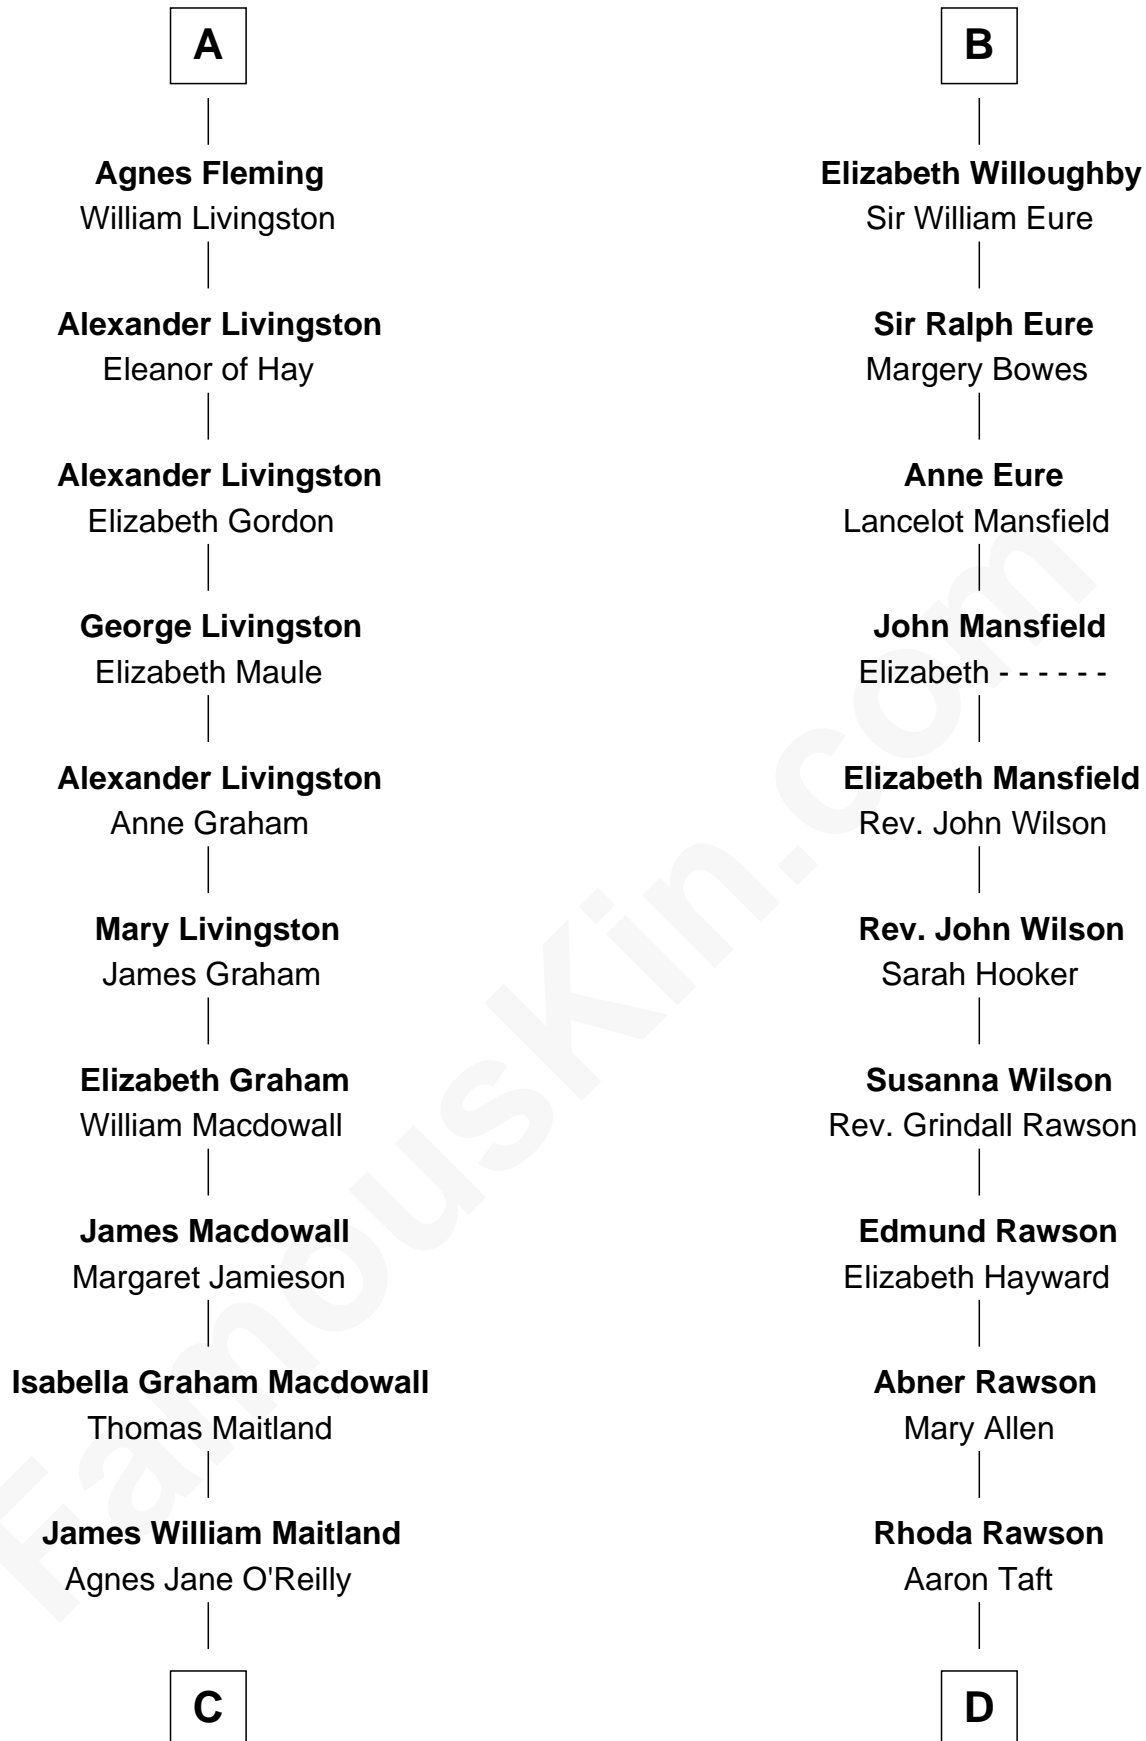 A
Agnes Fleming
William Livingston
Alexander Livingston
Eleanor of Hay
Alexander Livingston
Elizabeth Gordon
George Livingston
Elizabeth Maule
Alexander Livingston
Anne Graham
Mary Livingston
James Graham
Elizabeth Graham
William Macdowall
James Macdowall
Margaret Jamieson
Isabella Graham Macdowall
Thomas Maitland
James William Maitland
Agnes Jane O'Reilly
C
B
Elizabeth Willoughby
Sir William Eure
Sir Ralph Eure
Margery Bowes
Anne Eure
Lancelot Mansfield
John Mansfield
Elizabeth - - - - - -
Elizabeth Mansfield
Rev. John Wilson
Rev. John Wilson
Sarah Hooker
Susanna Wilson
Rev. Grindall Rawson
Edmund Rawson
Elizabeth Hayward
Abner Rawson
Mary Allen
Rhoda Rawson
Aaron Taft
D
FamousKin.com